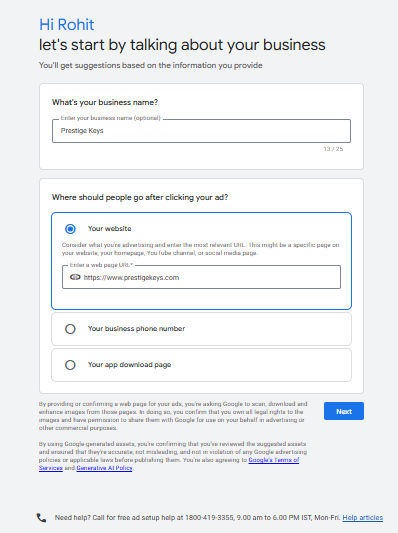 Hi Rohit
let's start by talking about your business
You'll get suggestions based on the information you provide
What's your business name?
Enter your business name (optional)
Prestige Keys
13 / 25
Where should people go after clicking your ad?
Your website
Consider what you're advertising and enter the most relevant URL. This might be a specific page on
your website, your homepage, YouTube channel, or social media page.
Enter a web page URL*
https://www.prestigekeys.com
Your business phone number
Your app download page
By providing or confirming a web page for your ads, you're asking Google to scan, download and
enhance images from those pages. In doing so, you confirm that you own all legal rights to the
images and have permission to share them with Google for use on your behalf in advertising or
other commercial purposes.
Next
By using Google-generated assets, you're confirming that you've reviewed the suggested assets
and ensured that they're accurate, not misleading, and not in violation of any Google advertising
policies or applicable laws before publishing them. You're also agreeing to Google's Terms of
Services and Generative AI Policy.
Need help? Call for free ad setup help at 1800-419-3355, 9.00 am to 6.00 PM IST, Mon-Fri. Help articles